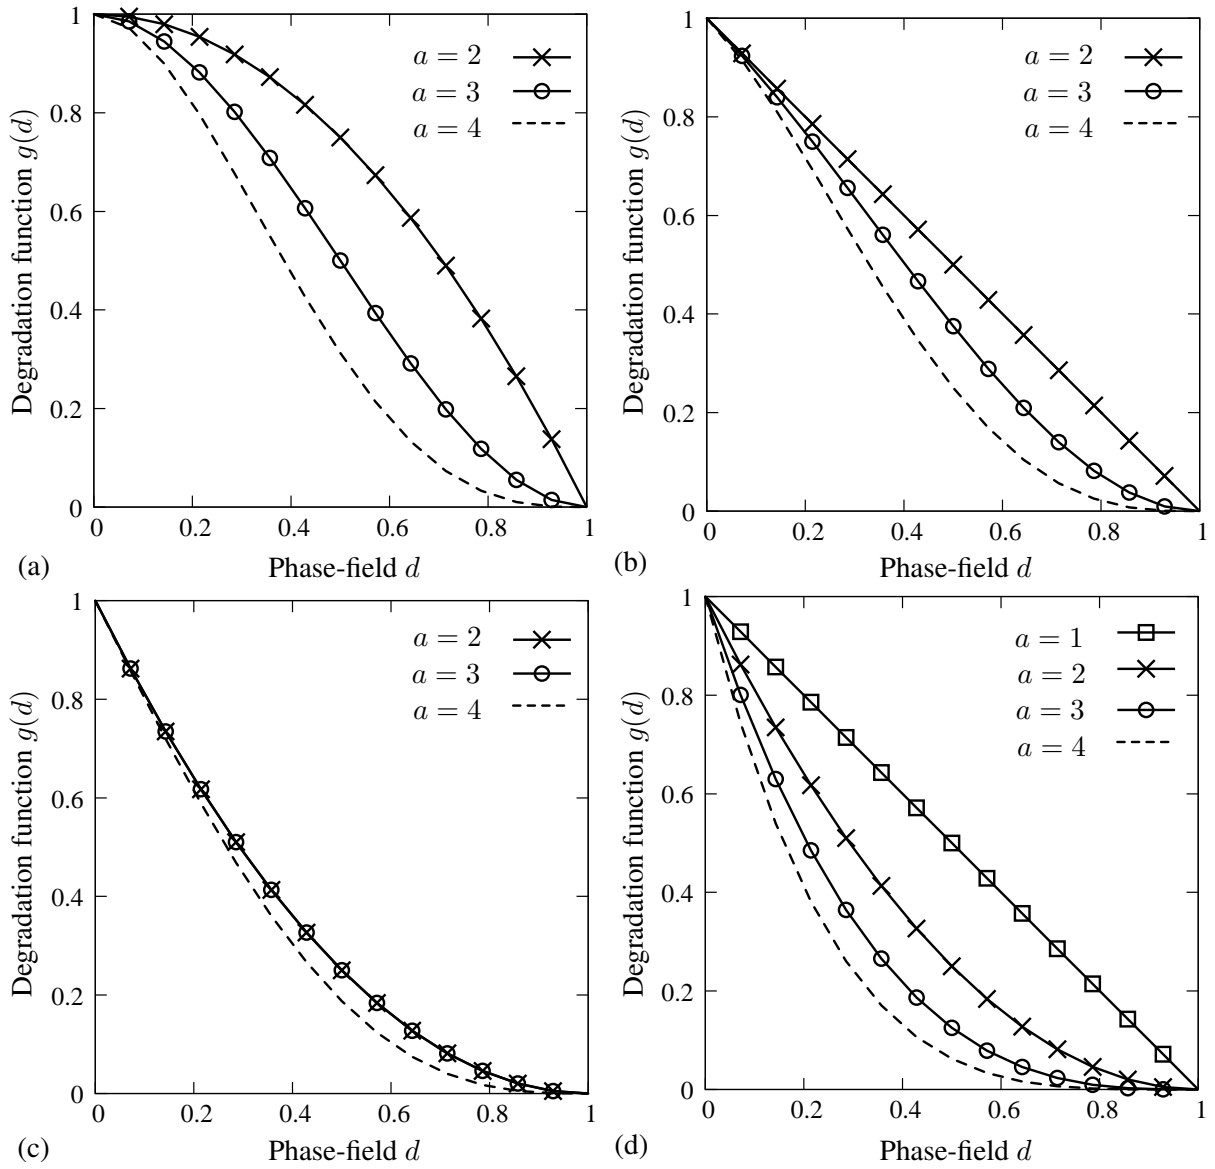 1
0.8
0.6
0.4
0.2
0
0 0.2 0.4 0.6 0.8 1
Degradation function g(d)
Phase-field d
a = 2
a = 3
a = 4
(a)
1
0.8
0.6
0.4
0.2
0
0 0.2 0.4 0.6 0.8 1
Degradation function g(d)
Phase-field d
a = 2
a = 3
a = 4
(b)
1
0.8
0.6
0.4
0.2
0
0 0.2 0.4 0.6 0.8 1
Degradation function g(d)
Phase-field d
a = 2
a = 3
a = 4
(c)
1
0.8
0.6
0.4
0.2
0
0 0.2 0.4 0.6 0.8 1
Degradation function g(d)
Phase-field d
a = 1
a = 2
a = 3
a = 4
(d)